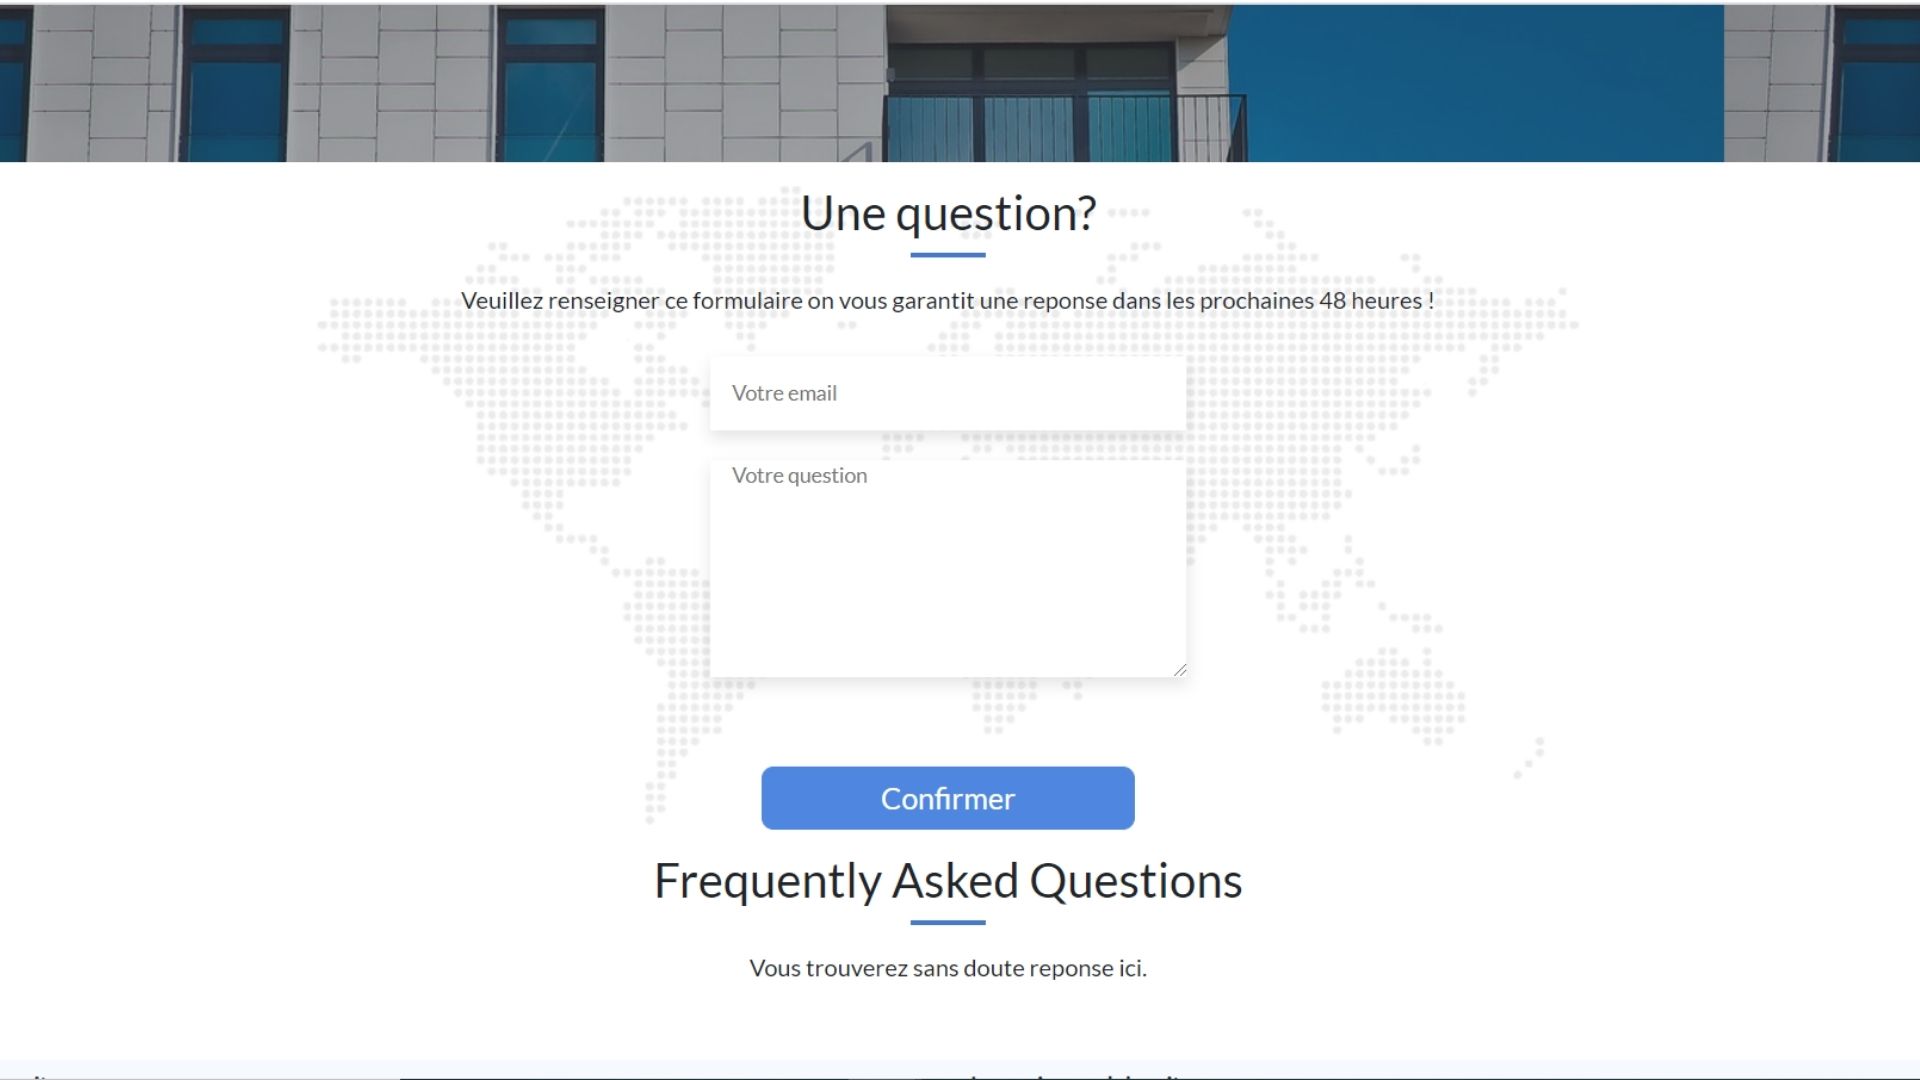 Une question?
Veuillez renseigner ce formulaire on vous garantit une reponse dans les prochaines 48 heures !
Votre email
Votre question
Confirmer
Frequently Asked Questions
Vous trouverez sans doute reponse ici.